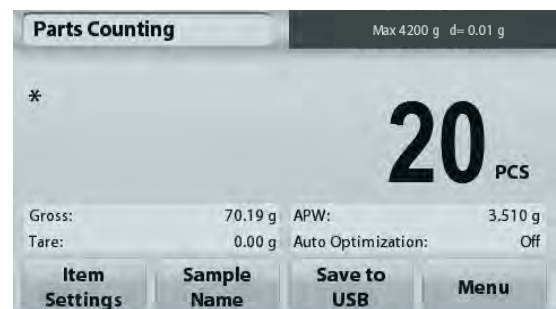 Parts Counting
Max 4200 g d= 0.01 g
*
20 PCS
Gross: 70.19 g APW: 3.510 g
Tare: 0.00 g Auto Optimization: Off
Item Settings Sample Name Save to USB Menu